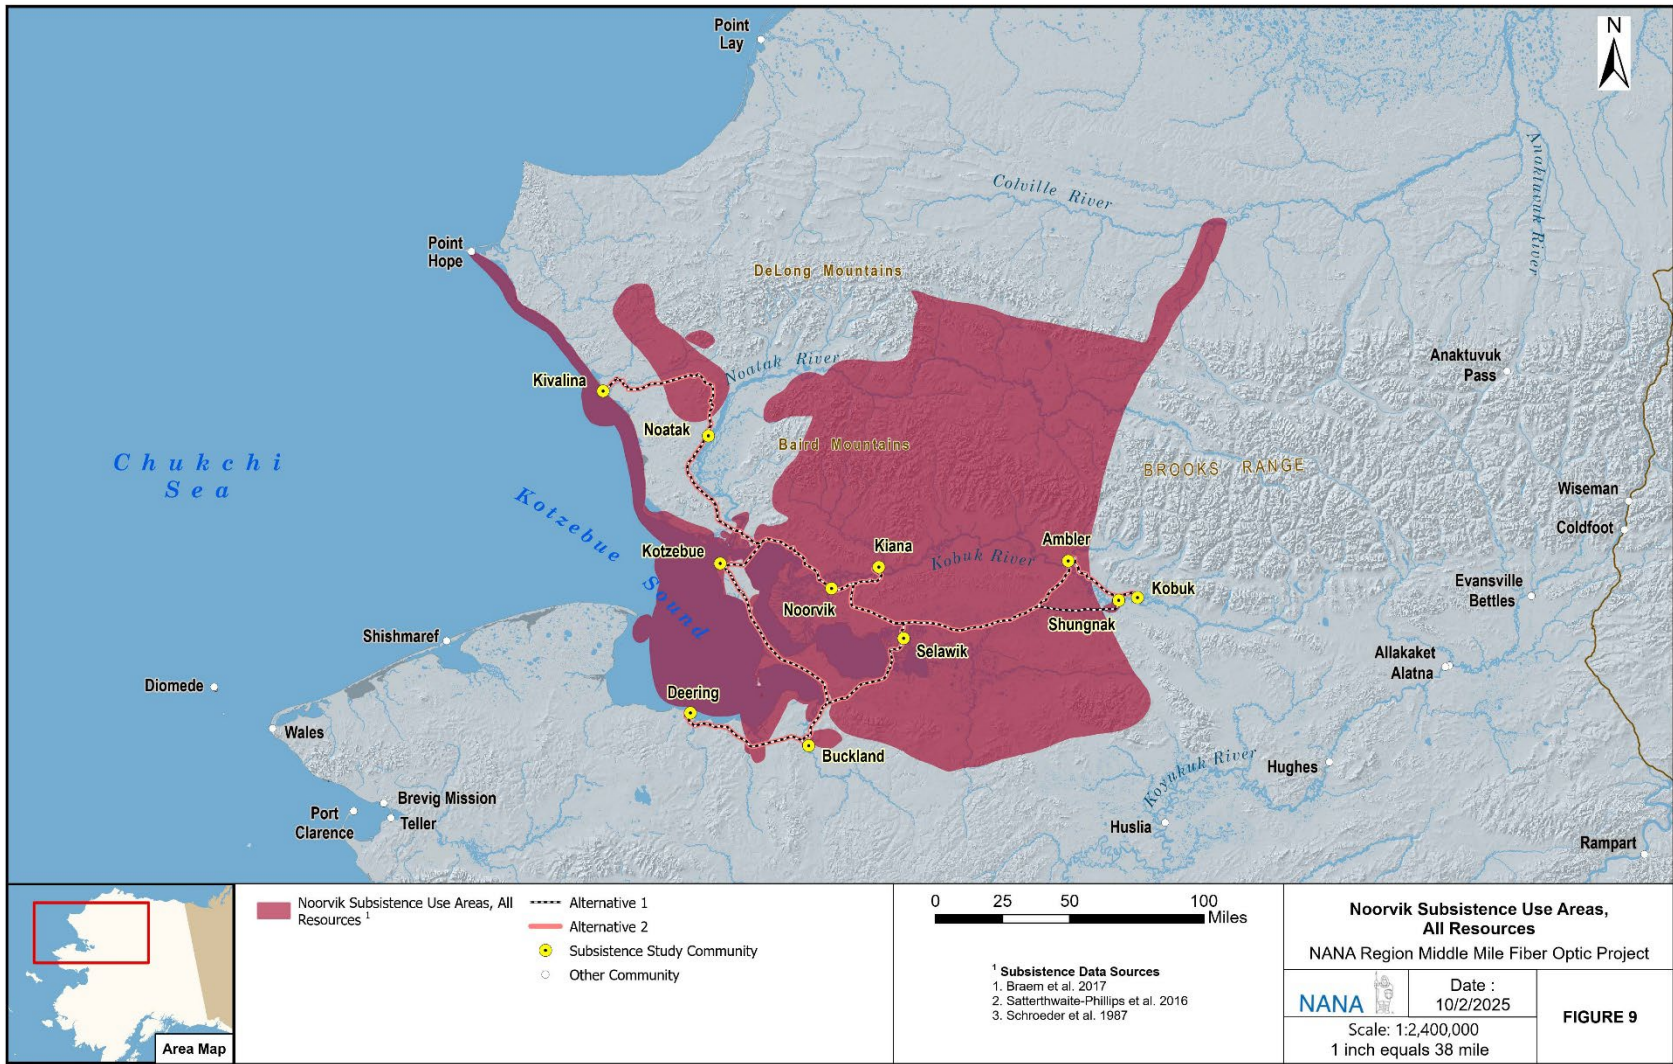 Point
Lay
N
Colville River
Anaktuvuk River
Point
Hope
DeLong Mountains
Noatak River
Anaktuvuk
Pass
Kivalina
Noatak
Baird Mountains
BROOKS RANGE
Chukchi
Sea
Kotzebue Sound
Wiseman
Coldfoot
Kotzebue
Kiana
Kobuk River
Ambler
Kobuk
Evansville
Bettles
Noorvik
Shungnak
Shishmaref
Selawik
Allakaket
Alatna
Diomede
Deering
Wales
Buckland
Koyukuk River
Hughes
Brevig Mission
Port
Clarence
Teller
Huslia
Rampart
Area Map
Noorvik Subsistence Use Areas, All
Resources 1
Alternative 1
Alternative 2
Subsistence Study Community
Other Community
0 25 50 100
Miles
1 Subsistence Data Sources
1. Braem et al. 2017
2. Satterthwaite-Phillips et al. 2016
3. Schroeder et al. 1987
Noorvik Subsistence Use Areas,
All Resources
NANA Region Middle Mile Fiber Optic Project
NANA
Date :
10/2/2025
Scale: 1:2,400,000
1 inch equals 38 mile
FIGURE 9